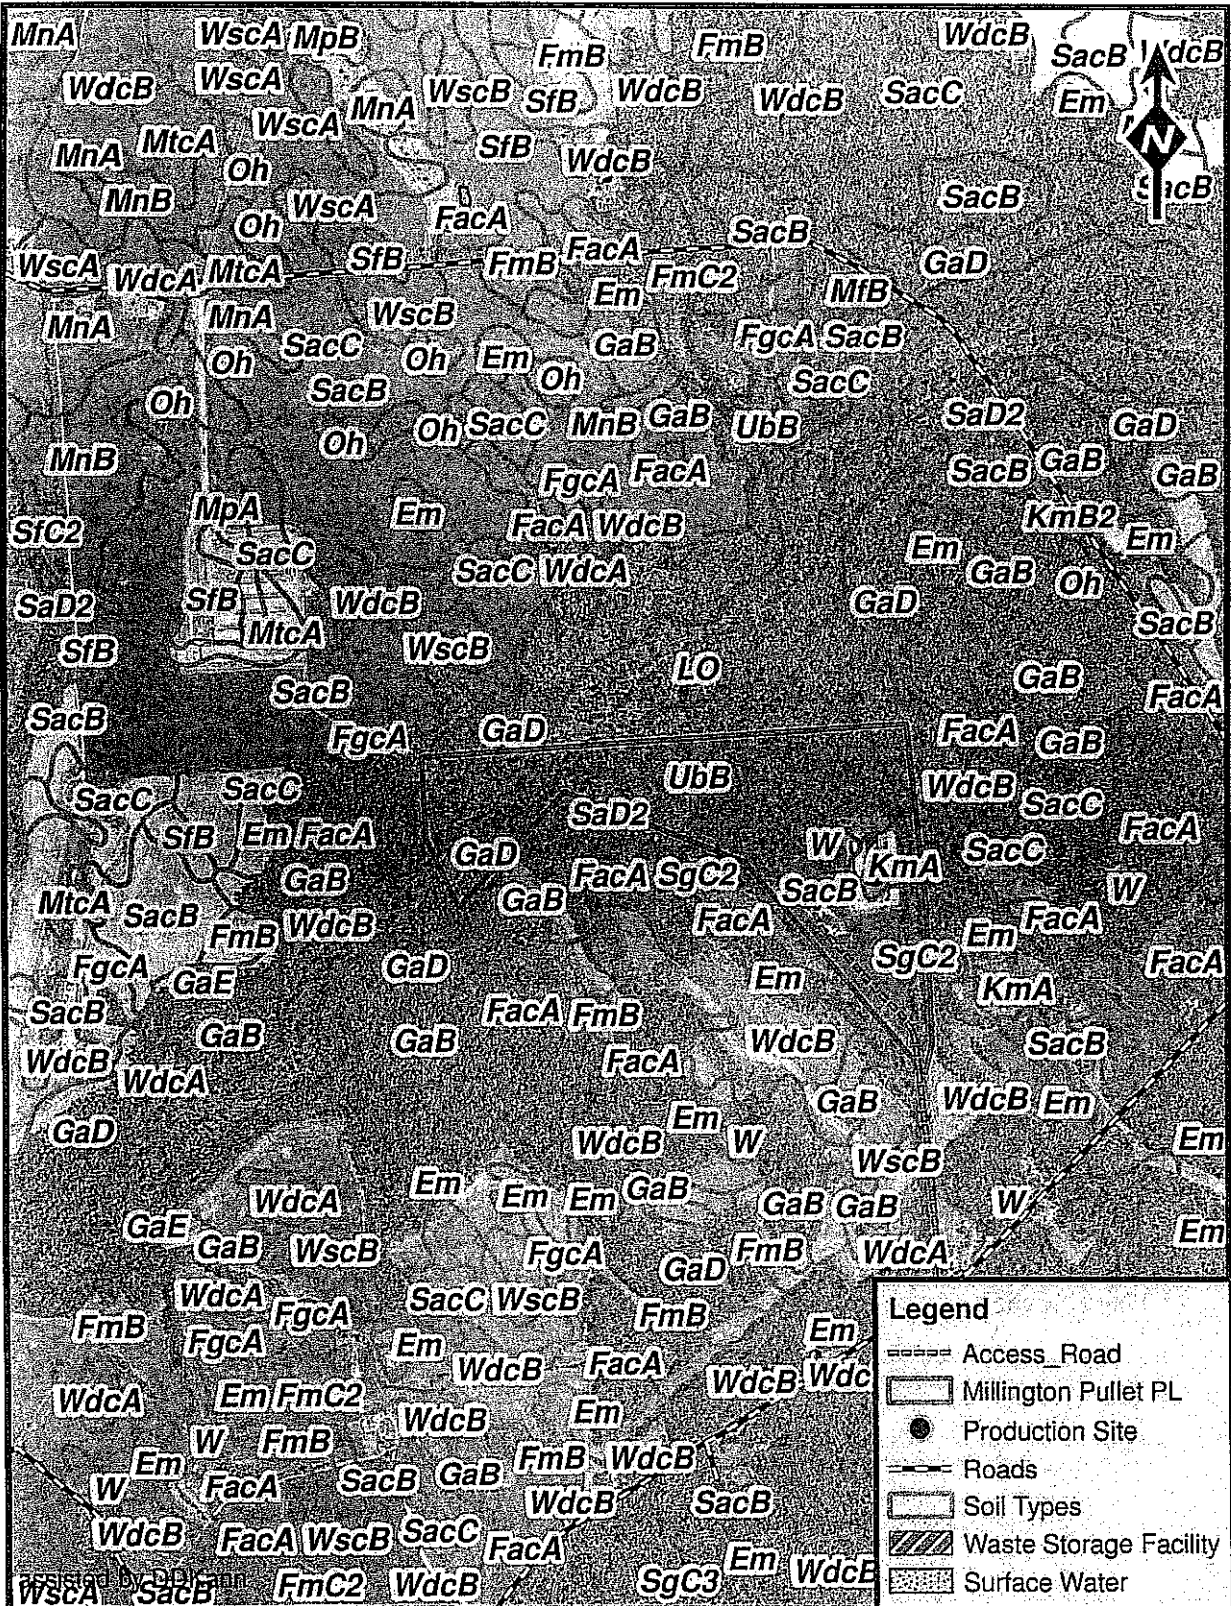 MnA WscA MpB FmB FmB WdcB SacB WdcB
WdcB WscA MnA WscB SfB WdcB WdcB SacC Em
MnA MtcA WscA SfB WdcB N
Oh
MnB WscA FacA SacB SacB
Oh
WscA WdcA MtcA SfB FmB FacA SacB GaD
FmC2 MfB
Em
MnA MnA WscB GaB FgcA SacB
Oh SacC Oh Em Oh SacC
Oh SacB
Oh Oh SacC MnB GaB UbB SaD2 GaD
MnB FgcA FacA SacB GaB GaB
SfC2 MpA Em FacA WdcB KmB2
SacC SacC WdcA Em GaB Oh Em
SaD2 SfB WdcB GaD
SfB MtcA WscB SacB
LO GaB
SacB SacB FacA
FgcA GaD FacA GaB
UbB WdcB SacC
SacC SacC SaD2
SfB Em FacA GaD W KmA SacC FacA
GaB GaB FacA SgC2 SacB W
MtcA SacB FmB WdcB FacA Em FacA
FgcA GaE GaD Em SgC2 KmA FacA
SacB FacA FmB
WdcB WdcA GaB GaB FacA WdcB SacB
GaD Em GaB WdcB Em
WdcB W WscB Em
WdcA Em Em Em GaB GaB GaB W
GaE GaB WscB FgcA GaD FmB WdcA Em
WdcA FgcA SacC WscB
FmB FgcA Em FmB Em
WdcB FacA WdcB Wdc
WdcA Em FmC2 WdcB Em
W FmB
Em FacA SacB GaB FmB WdcB
W WdcB SacB
WdcB FacA WscB SacC FacA
WscA SacB FmC2 WdcB SgC3 Em WdcB
Legend
Access_Road
Millington Pullet PL
Production Site
Roads
Soil Types
Waste Storage Facility
Surface Water